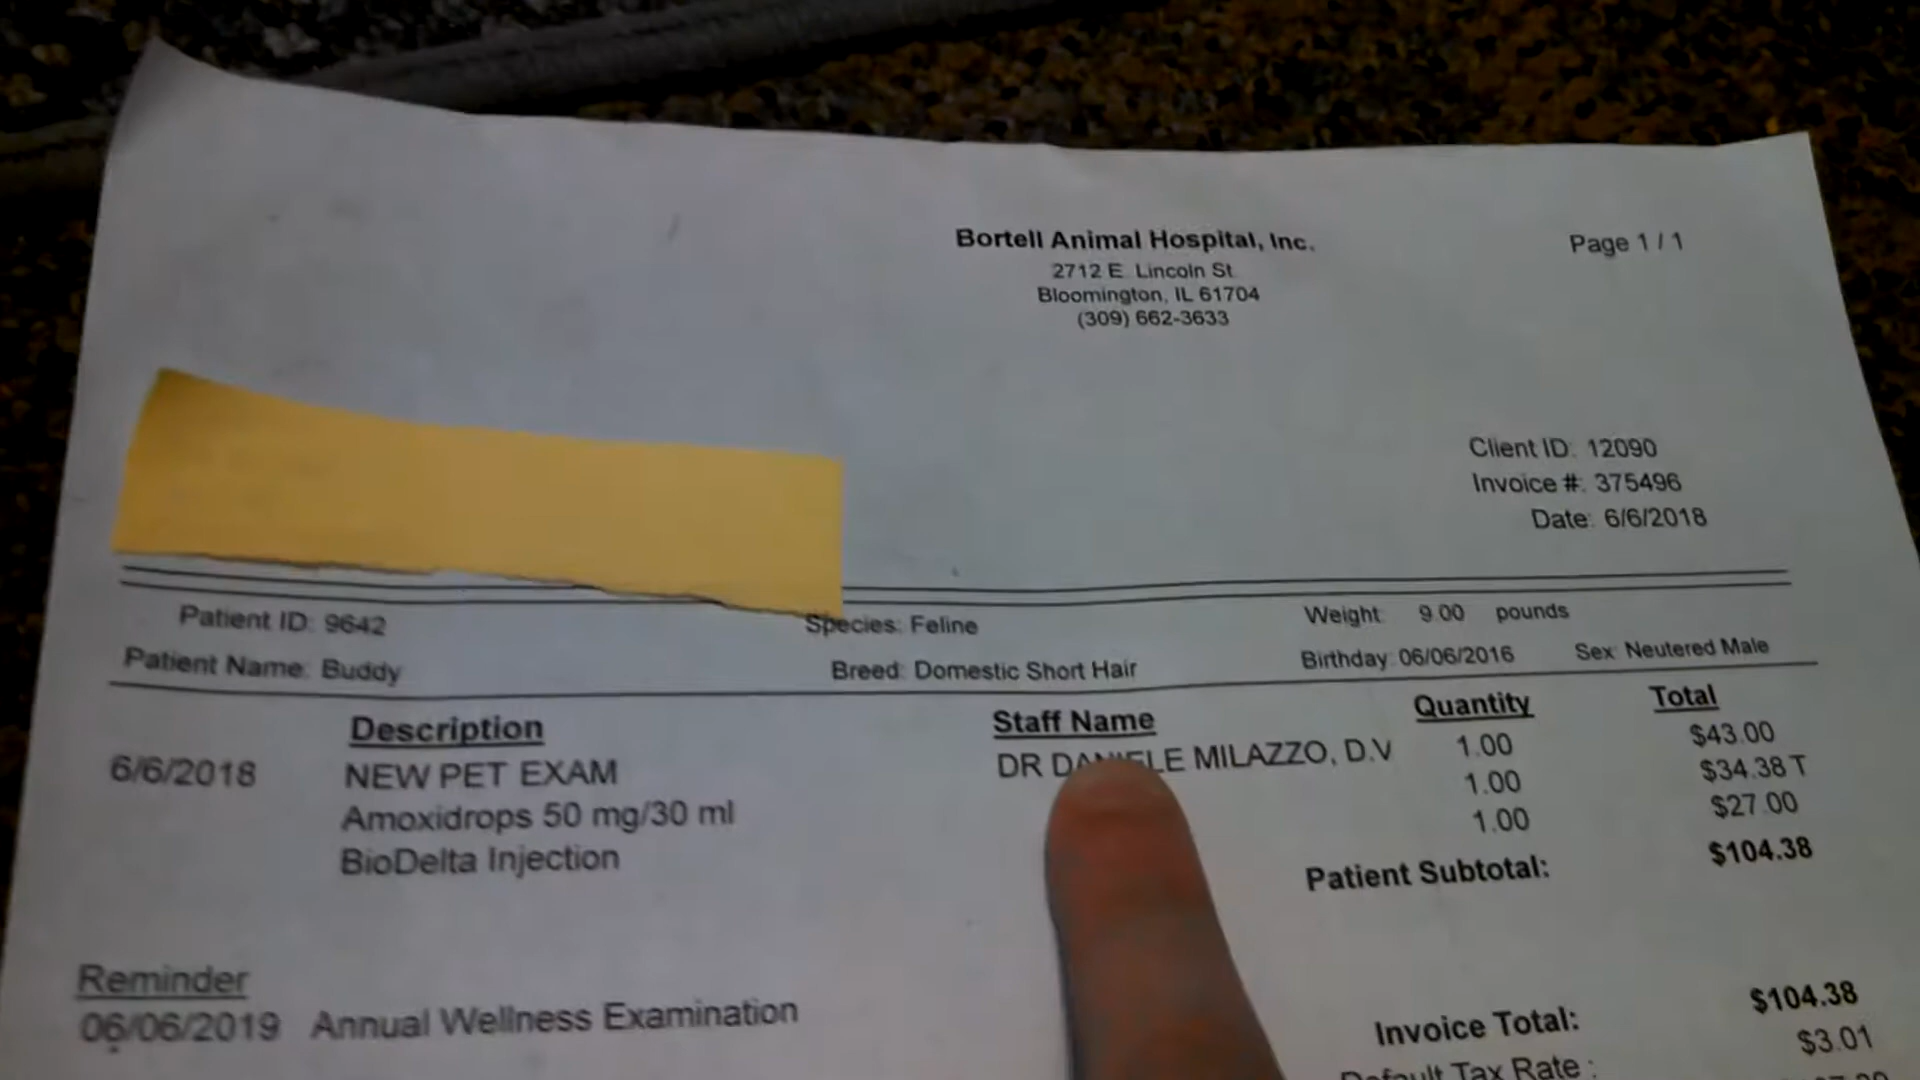 Bortell Animal Hospital, Inc.
Page 1 / 1
2712 E. Lincoln St.
Bloomington, IL 61704
(309) 662-3633
Client ID: 12090
Invoice #: 375496
Date: 6/6/2018
Patient ID: 9642 Species: Feline Weight: 9.00 pounds
Patient Name: Buddy Breed: Domestic Short Hair Birthday: 06/06/2016 Sex: Neutered Male
Description Staff Name Quantity Total
6/6/2018 NEW PET EXAM DR DANIELE MILAZZO, D.V 1.00 $43.00
Amoxidrops 50 mg/30 ml 1.00 $34.38 T
BioDelta Injection 1.00 $27.00
Patient Subtotal: $104.38
Reminder
06/06/2019 Annual Wellness Examination
Invoice Total: $104.38
Default Tax Rate : $3.01